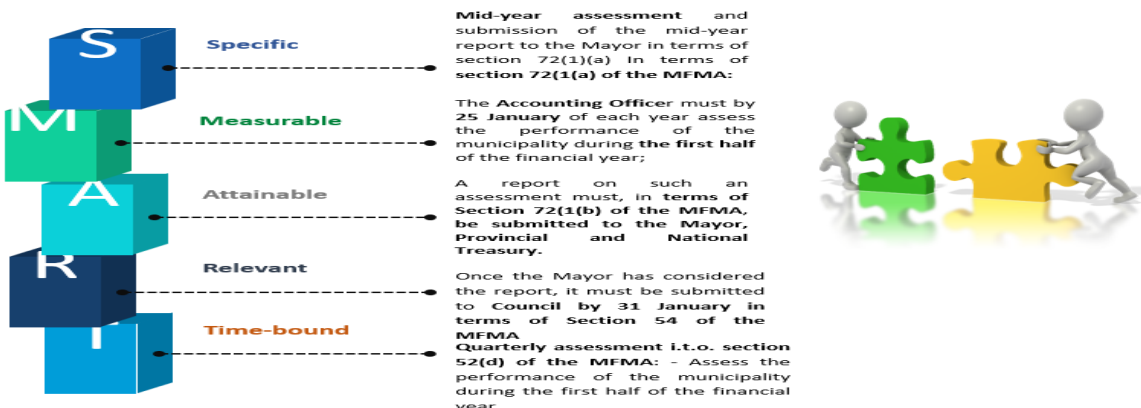 S
Specific
Mid-year assessment and
submission of the mid-year
report to the Mayor in terms of
section 72(1)(a) In terms of
section 72(1(a) of the MFMA:
M
Measurable
The Accounting Officer must by
25 January of each year assess
the performance of the
municipality during the first half
of the financial year;
A
Attainable
A report on such an
assessment must, in terms of
Section 72(1(b) of the MFMA,
be submitted to the Mayor,
Provincial and National
Treasury.
R
Relevant
Once the Mayor has considered
the report, it must be submitted
to Council by 31 January in
terms of Section 54 of the
MFMA
T
Time-bound
Quarterly assessment i.t.o. section
52(d) of the MFMA: - Assess the
performance of the municipality
during the first half of the financial
year